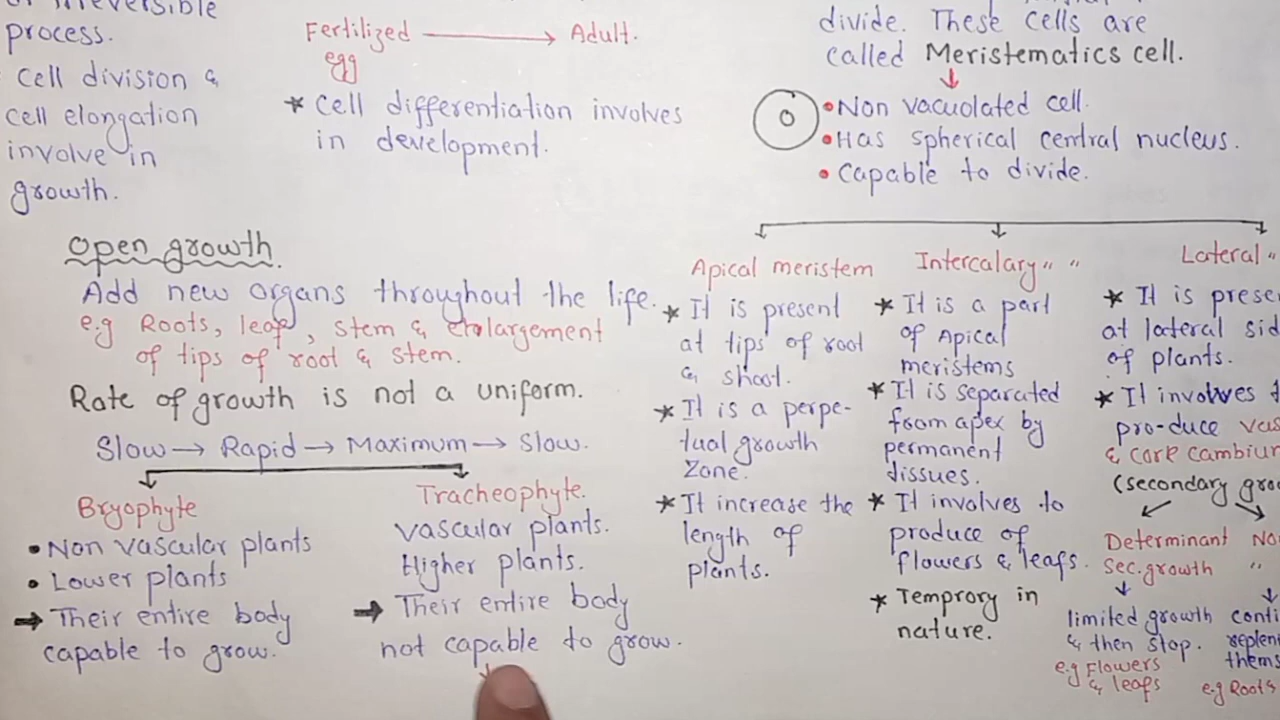 process.
Cell division &
cell elongation
involve in
growth.
Fertilized → Adult.
egg
* Cell differentiation involves
in development.
divide. These cells are
called Meristematics cell.
• Non vacuolated cell.
• Has spherical central nucleus.
• Capable to divide.
Open growth.
Add new organs throughout the life.
e.g Roots, leaf, stem & enlargement
of tips of root & stem.
Rate of growth is not a uniform.
Slow → Rapid → Maximum → Slow.
Bryophyte
• Non vascular plants
• Lower plants
→ Their entire body
capable to grow.
Tracheophyte.
vascular plants.
Higher plants.
→ Their entire body
not capable to grow.
Apical meristem
* It is present
at tips of root
& shoot.
* It is a perpe-
tual growth
Zone.
* It increase the
length of
plants.
Intercalary " "
* It is a part
of Apical
meristems
* It is separated
from apex by
permanent
tissues.
* It involves to
produce of
flowers & leafs.
* Temprory in
nature.
Lateral "
* It is
at lateral
of plants.
* It involves
pro-duce
& cork
(secondary
Determinant
Sec. growth "
limited growth
& then stop.
e.g Flowers
& leafs
e.g Roots